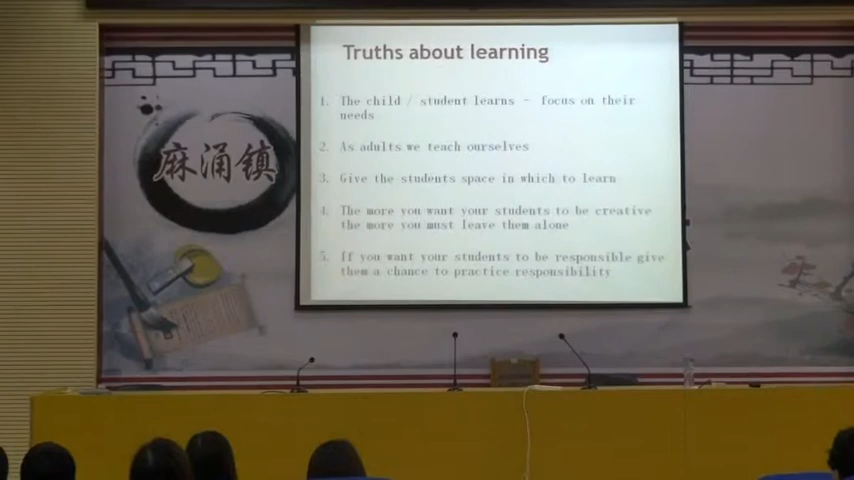 Truths about learning
1. The child / student learns - focus on their
needs
2. As adults we teach ourselves
3. Give the students space in which to learn
4. The more you want your students to be creative
the more you must leave them alone
5. If you want your students to be responsible give
them a chance to practice responsibility
麻涌镇